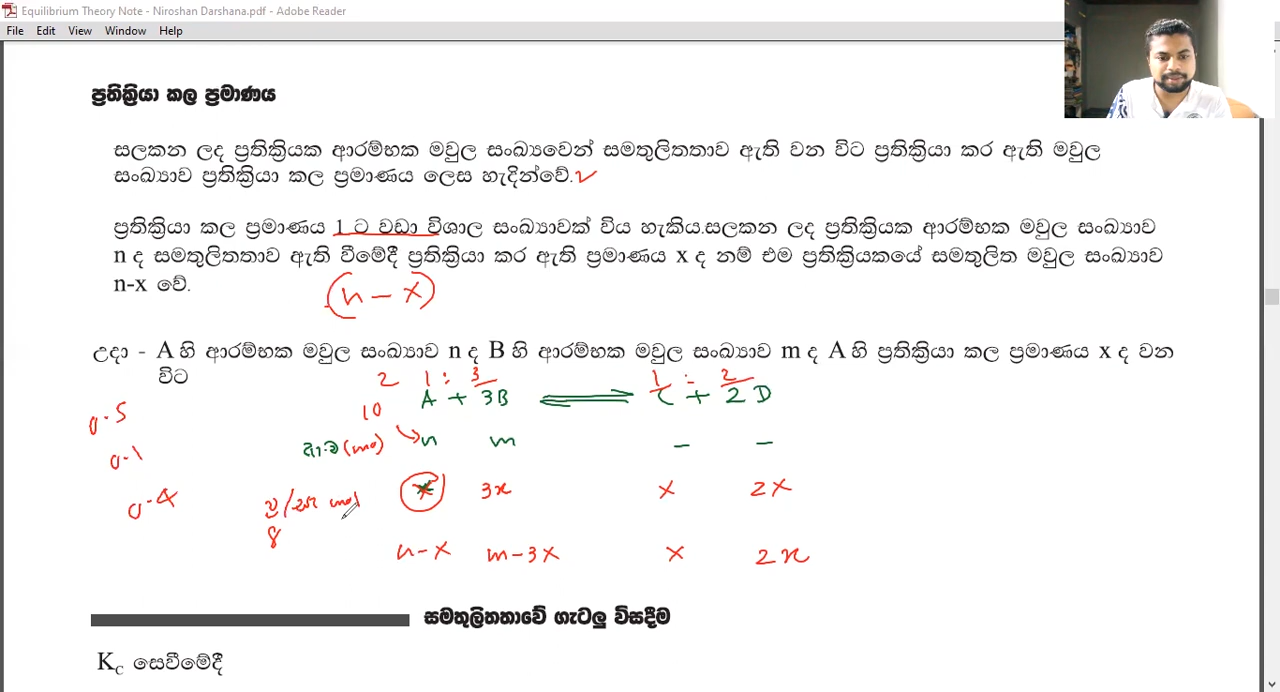 Equilibrium Theory Note - Niroshan Darshana.pdf - Adobe Reader
File Edit View Window Help
ප්‍රතික්‍රියා කල ප්‍රමාණය
සලකන ලද ප්‍රතික්‍රියක ආරම්භක මවුල සංඛ්‍යවෙන් සමතුලිතතාව ඇති වන විට ප්‍රතික්‍රියා කර ඇති මවුල
සංඛ්‍යාව ප්‍රතික්‍රියා කල ප්‍රමාණය ලෙස හැදින්වේ.
ප්‍රතික්‍රියා කල ප්‍රමාණය 1 ට වඩා විශාල සංඛ්‍යාවක් විය හැකිය.සලකන ලද ප්‍රතික්‍රියක ආරම්භක මවුල සංඛ්‍යාව
n ද සමතුලිතතාව ඇති වීමේදී ප්‍රතික්‍රියා කර ඇති ප්‍රමාණය x ද නම් එම ප්‍රතික්‍රියකයේ සමතුලිත මවුල සංඛ්‍යාව
n-x වේ.
(n - x)
උදා - A හි ආරම්භක මවුල සංඛ්‍යාව n ද B හි ආරම්භක මවුල සංඛ්‍යාව m ද A හි ප්‍රතික්‍රියා කල ප්‍රමාණය x ද වන
විට
2 1 : 3 1 : 2
10 A + 3B ⇌ C + 2 D
0.5
(mol) n m - -
0.1
x 3x x 2x
0.4
8
n-x m-3x x 2x
සමතුලිතතාවේ ගැටලු විසදීම
K_C සෙවීමේදී